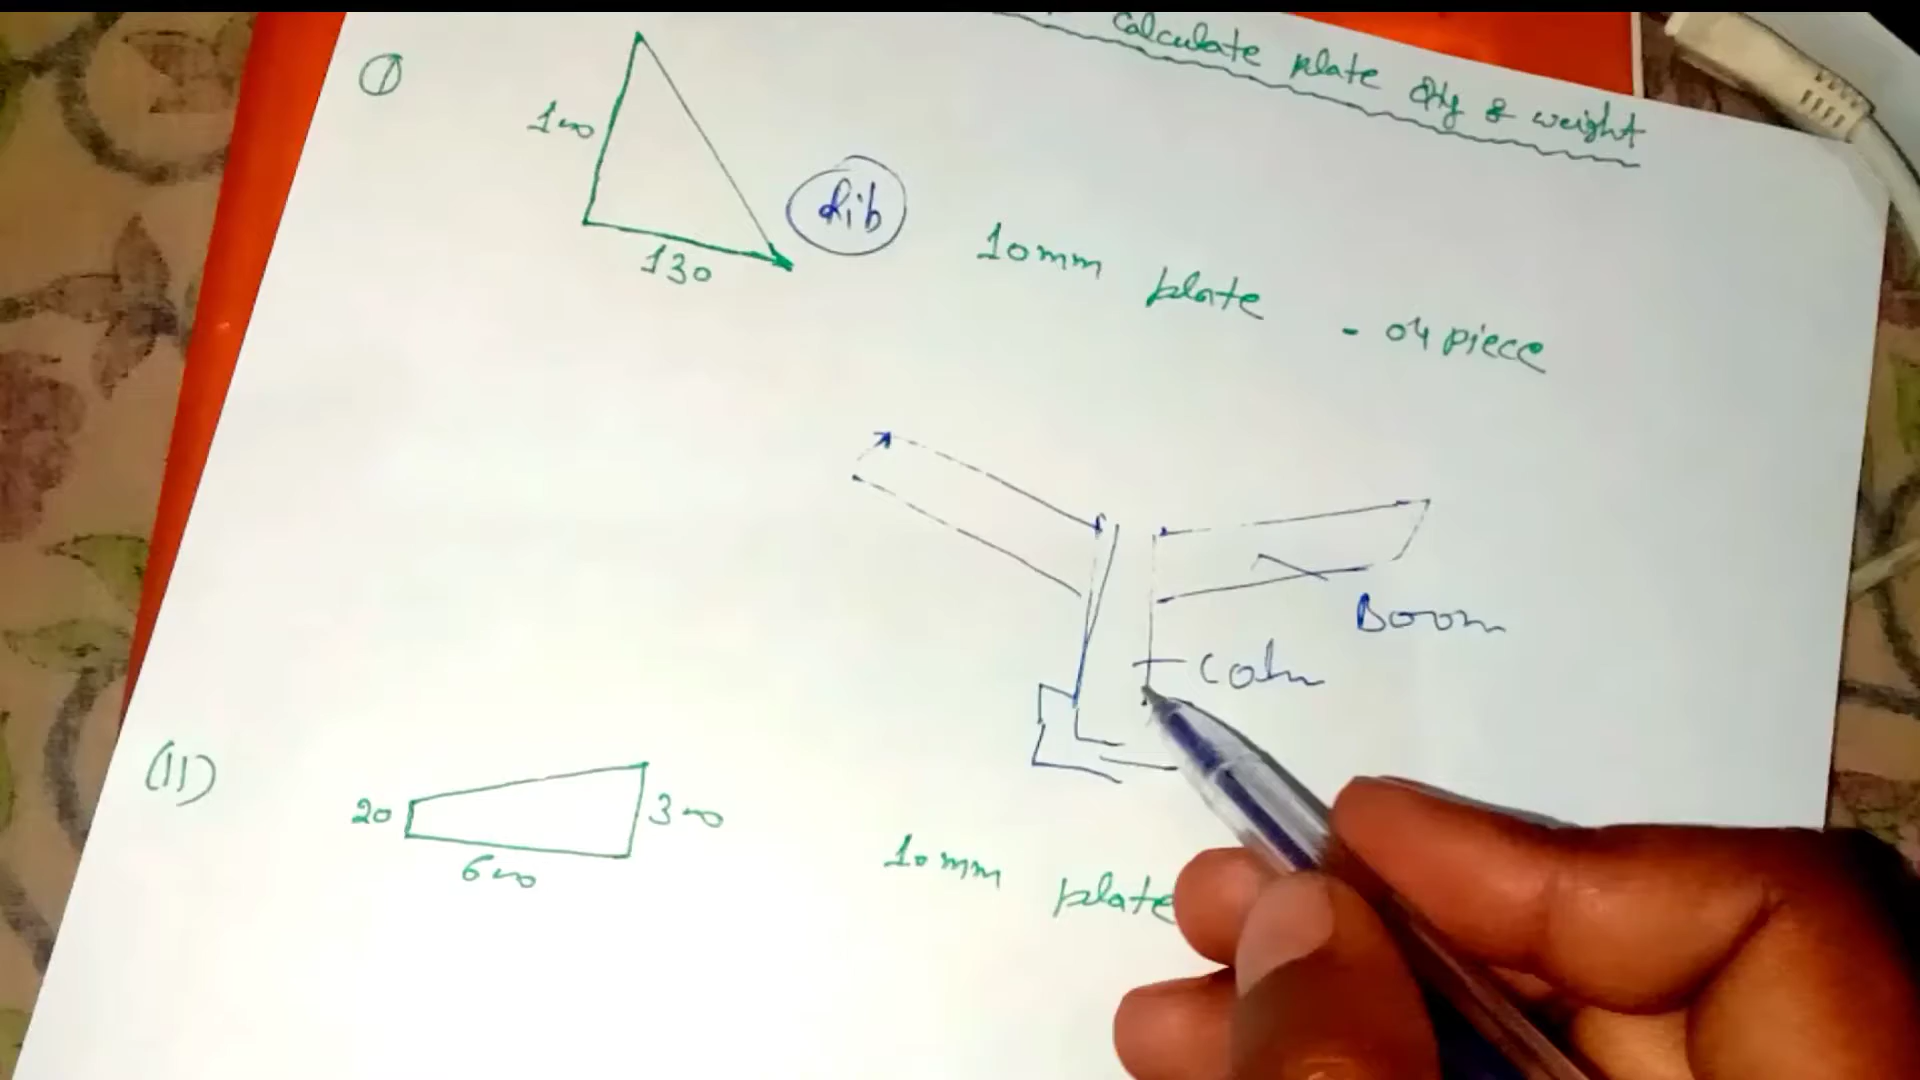 Calculate plate Qty & weight
(I)
100
Rib
130
10mm plate - 04 piece
Boom
Colm
(II)
20
300
600
10mm plate